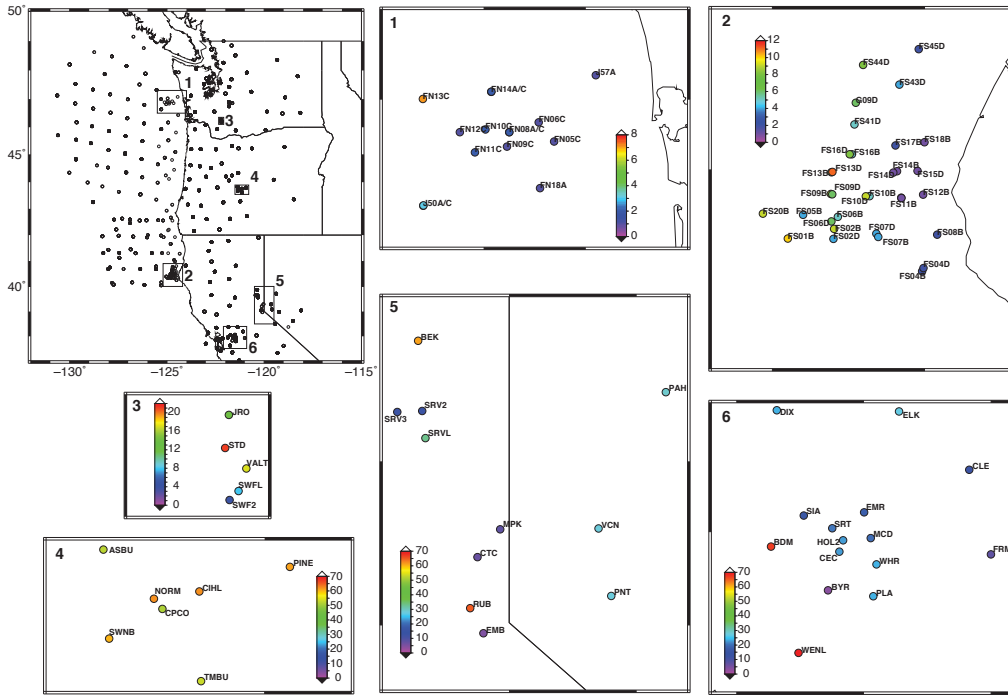 50°
45°
40°
−130°
−125°
−120°
−115°
1
2
3
4
5
6
1
J57A
FN14A/C
FN13C
FN06C
FN12C
FN10C
FN08A/C
FN05C
FN09C
FN11C
FN18A
J50A/C
8
6
4
2
0
2
12
10
8
6
4
2
0
FS45D
FS44D
FS43D
G09D
FS41D
FS18B
FS17B
FS16D
FS16B
FS14B
FS13D
FS13B
FS14D
FS15D
FS09B
FS09D
FS10B
FS10D
FS12B
FS11B
FS20B
FS05B
FS06B
FS06D
FS02B
FS07D
FS08B
FS01B
FS02D
FS07B
FS04D
FS04B
3
20
16
12
8
4
0
JRO
STD
VALT
SWFL
SWF2
4
ASBU
PINE
NORM
CIHL
CPCO
SWNB
TMBU
70
60
50
40
30
20
10
0
5
BEK
PAH
SRV2
SRV3
SRVL
MPK
VCN
CTC
PNT
RUB
EMB
70
60
50
40
30
20
10
0
6
DIX
ELK
CLE
SIA
EMR
SRT
HOL2
MCD
BDM
CEC
FRM
WHR
BYR
PLA
WENL
70
60
50
40
30
20
10
0